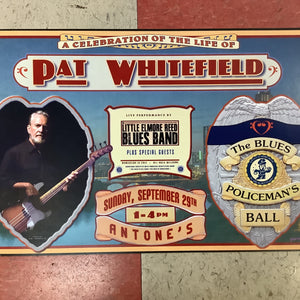 A CELEBRATION OF THE LIFE OF
PAT WHITEFIELD
LIVE PERFORMANCE BY
LITTLE ELMORE REED
BLUES BAND
PLUS SPECIAL GUESTS
SUNDAY, SEPTEMBER 29TH
1-4PM
ANTONE'S
The BLUES
POLICEMAN'S
BALL